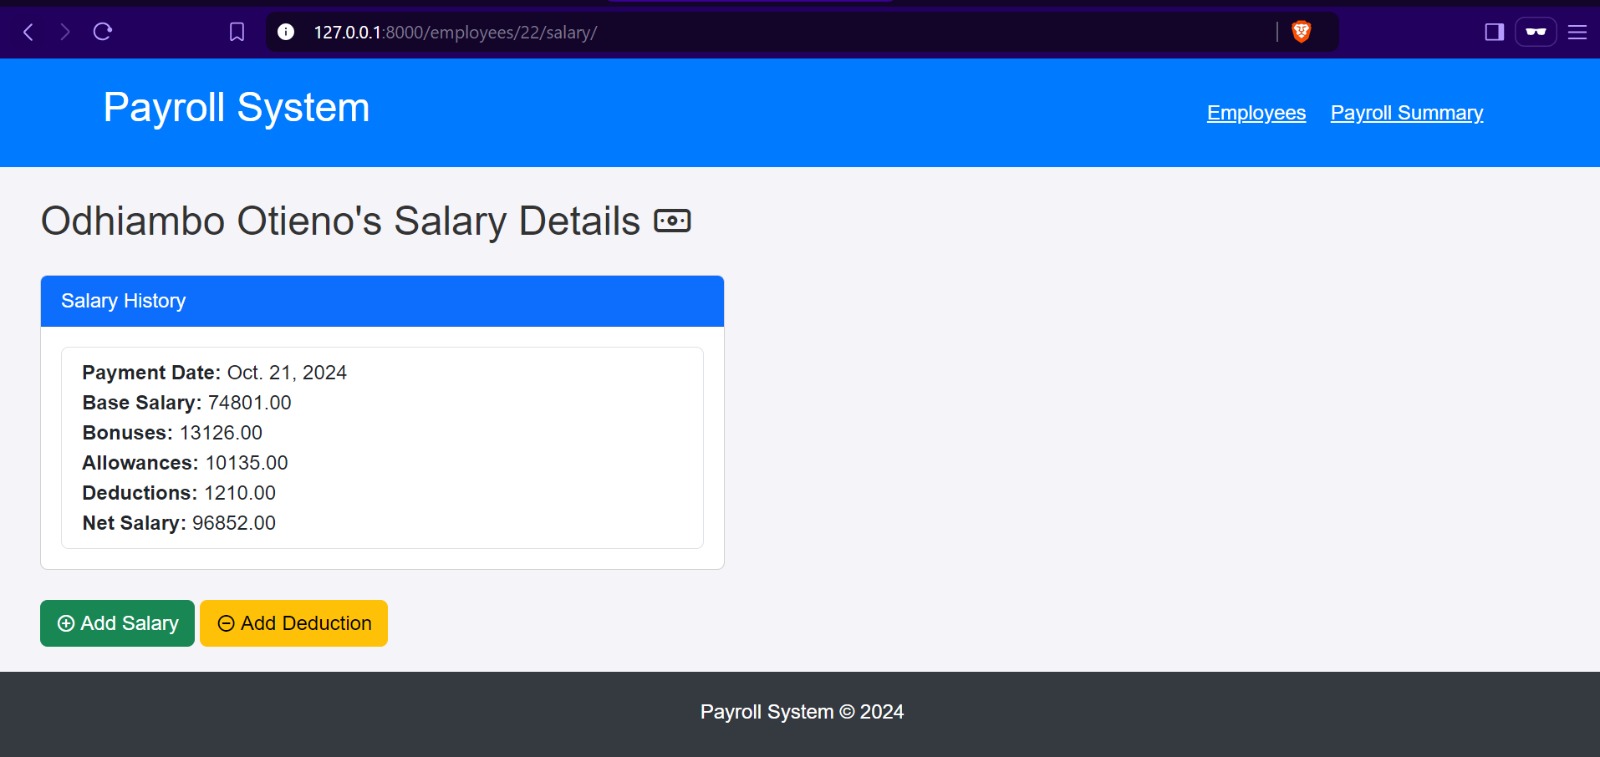 127.0.0.1:8000/employees/22/salary/
Payroll System
Employees Payroll Summary
Odhiambo Otieno's Salary Details
Salary History
Payment Date: Oct. 21, 2024
Base Salary: 74801.00
Bonuses: 13126.00
Allowances: 10135.00
Deductions: 1210.00
Net Salary: 96852.00
Add Salary Add Deduction
Payroll System © 2024